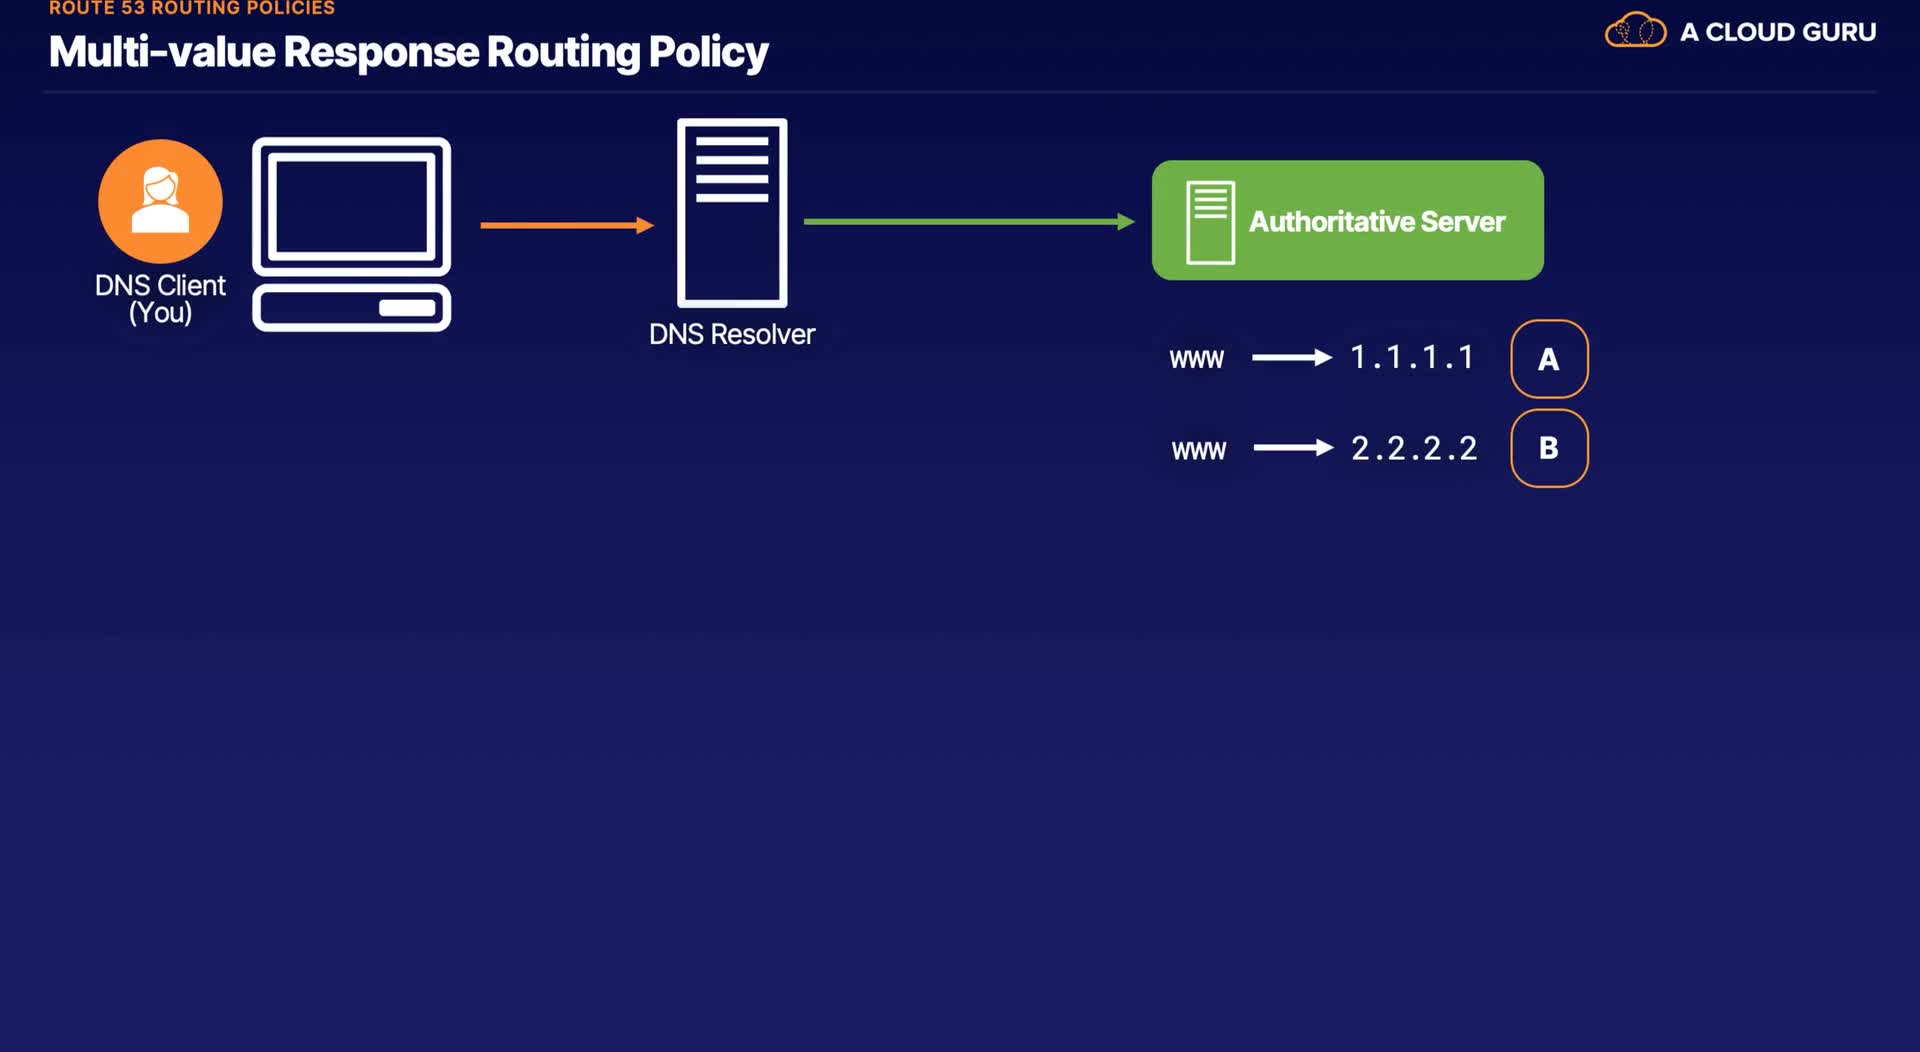 ROUTE 53 ROUTING POLICIES
Multi-value Response Routing Policy
A CLOUD GURU
DNS Client
(You)
DNS Resolver
Authoritative Server
www 1.1.1.1 A
www 2.2.2.2 B